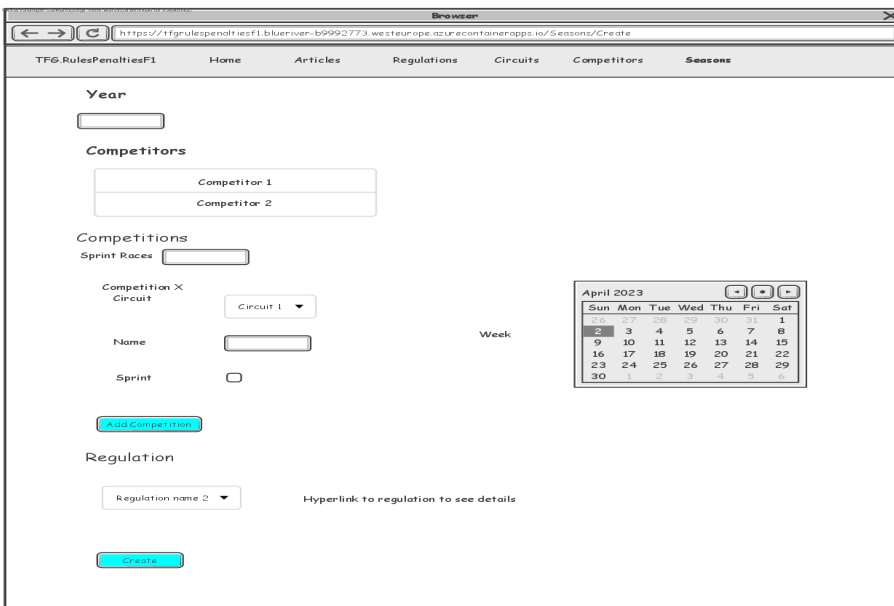 Browser
https://tfgrulespenaltiesf1.blueriver-b9992773.westeurope.azurecontainerapps.io/Seasons/Create
TFG.RulesPenaltiesF1 Home Articles Regulations Circuits Competitors Seasons
Year
Competitors
Competitor 1
Competitor 2
Competitions
Sprint Races
Competition X
Circuit
Circuit 1
Name
Week
Sprint
April 2023
Sun Mon Tue Wed Thu Fri Sat
26 27 28 29 30 31 1
2 3 4 5 6 7 8
9 10 11 12 13 14 15
16 17 18 19 20 21 22
23 24 25 26 27 28 29
30 1 2 3 4 5 6
Add Competition
Regulation
Regulation name 2
Hyperlink to regulation to see details
Create